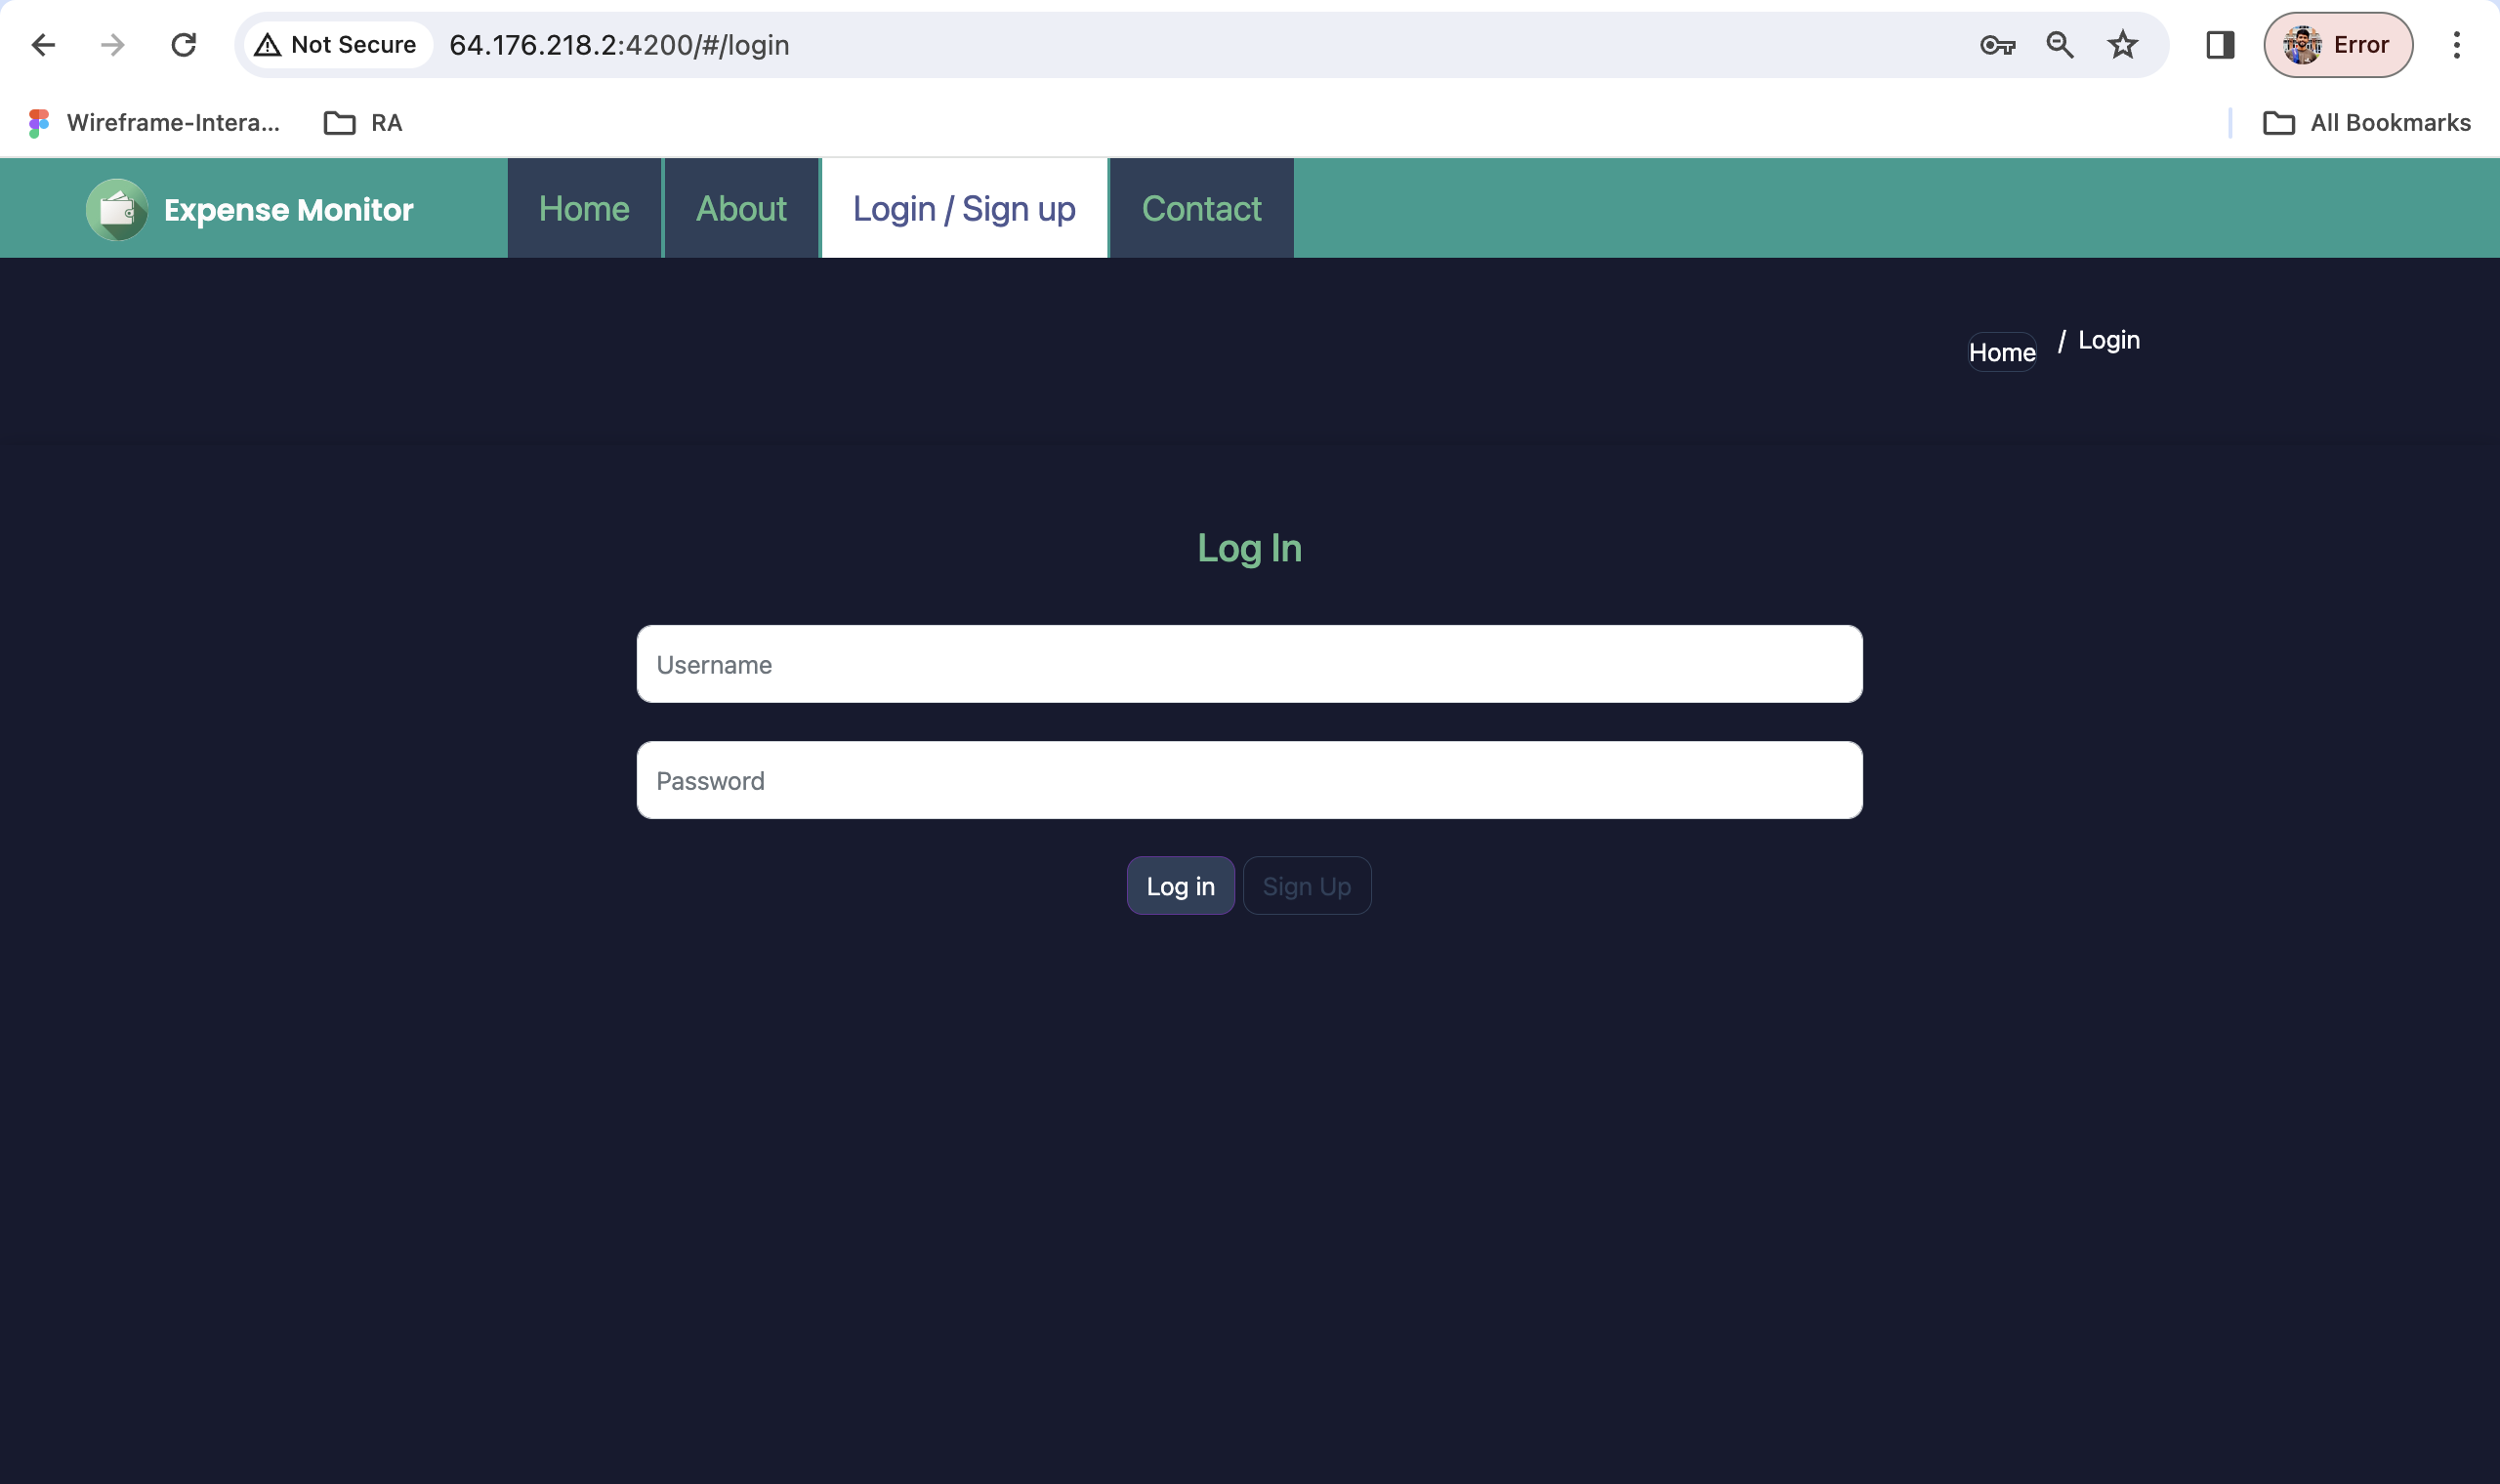 Not Secure 64.176.218.2:4200/#/login Error
Wireframe-Intera... RA All Bookmarks
Expense Monitor Home About Login / Sign up Contact
Home / Login
Log In
Username
Password
Log in Sign Up